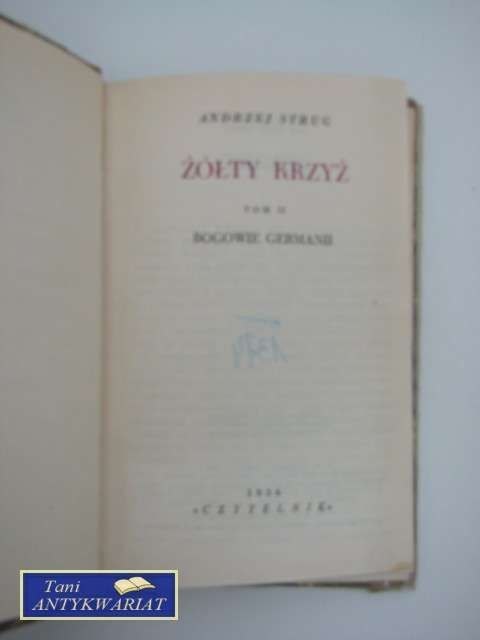 ANDRZEJ STRUG
ŻÓŁTY KRZYŻ
TOM II
BOGOWIE GERMANII
«CZYTELNIK»
Tani
ANTYKWARIAT